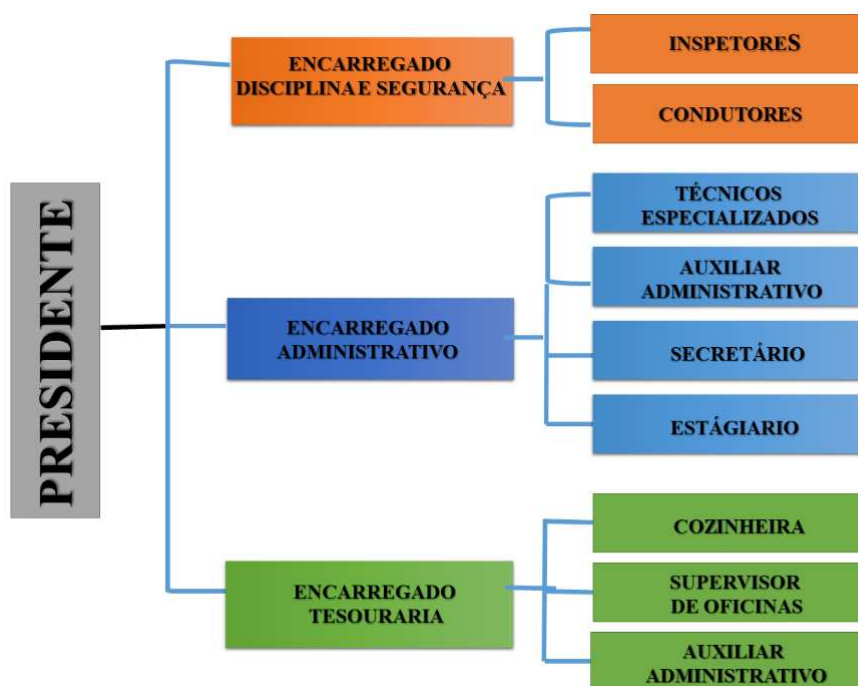 PRESIDENTE
ENCARREGADO
DISCIPLINA E SEGURANÇA
INSPETORES
CONDUTORES
ENCARREGADO
ADMINISTRATIVO
TÉCNICOS
ESPECIALIZADOS
AUXILIAR
ADMINISTRATIVO
SECRETÁRIO
ESTÁGIARIO
ENCARREGADO
TESOURARIA
COZINHEIRA
SUPERVISOR
DE OFICINAS
AUXILIAR
ADMINISTRATIVO